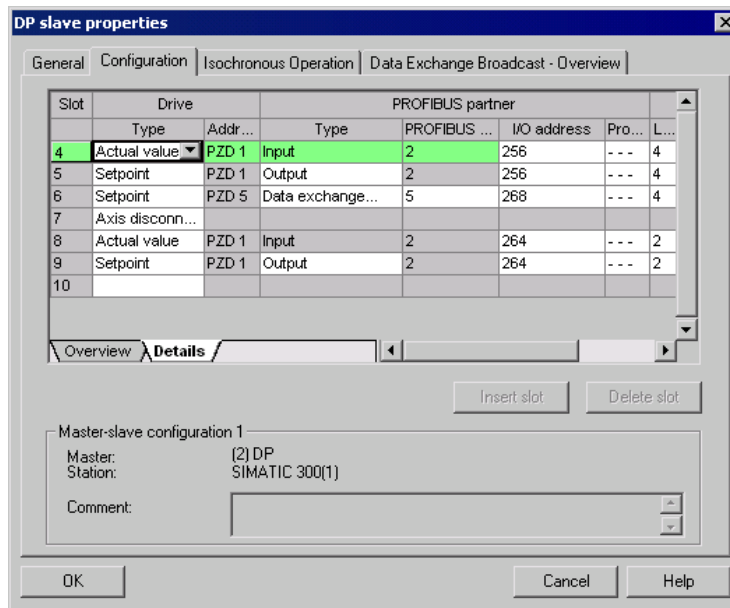 DP slave properties
General Configuration Isochronous Operation Data Exchange Broadcast - Overview
Slot Drive PROFIBUS partner
Type Addr... Type PROFIBUS ... I/O address Pro... L...
4 Actual value PZD 1 Input 2 256 - - - 4
5 Setpoint PZD 1 Output 2 256 - - - 4
6 Setpoint PZD 5 Data exchange... 5 268 - - - 4
7 Axis disconn...
8 Actual value PZD 1 Input 2 264 - - - 2
9 Setpoint PZD 1 Output 2 264 - - - 2
10
Overview Details
Insert slot Delete slot
Master-slave configuration 1
Master: (2) DP
Station: SIMATIC 300(1)
Comment:
OK Cancel Help